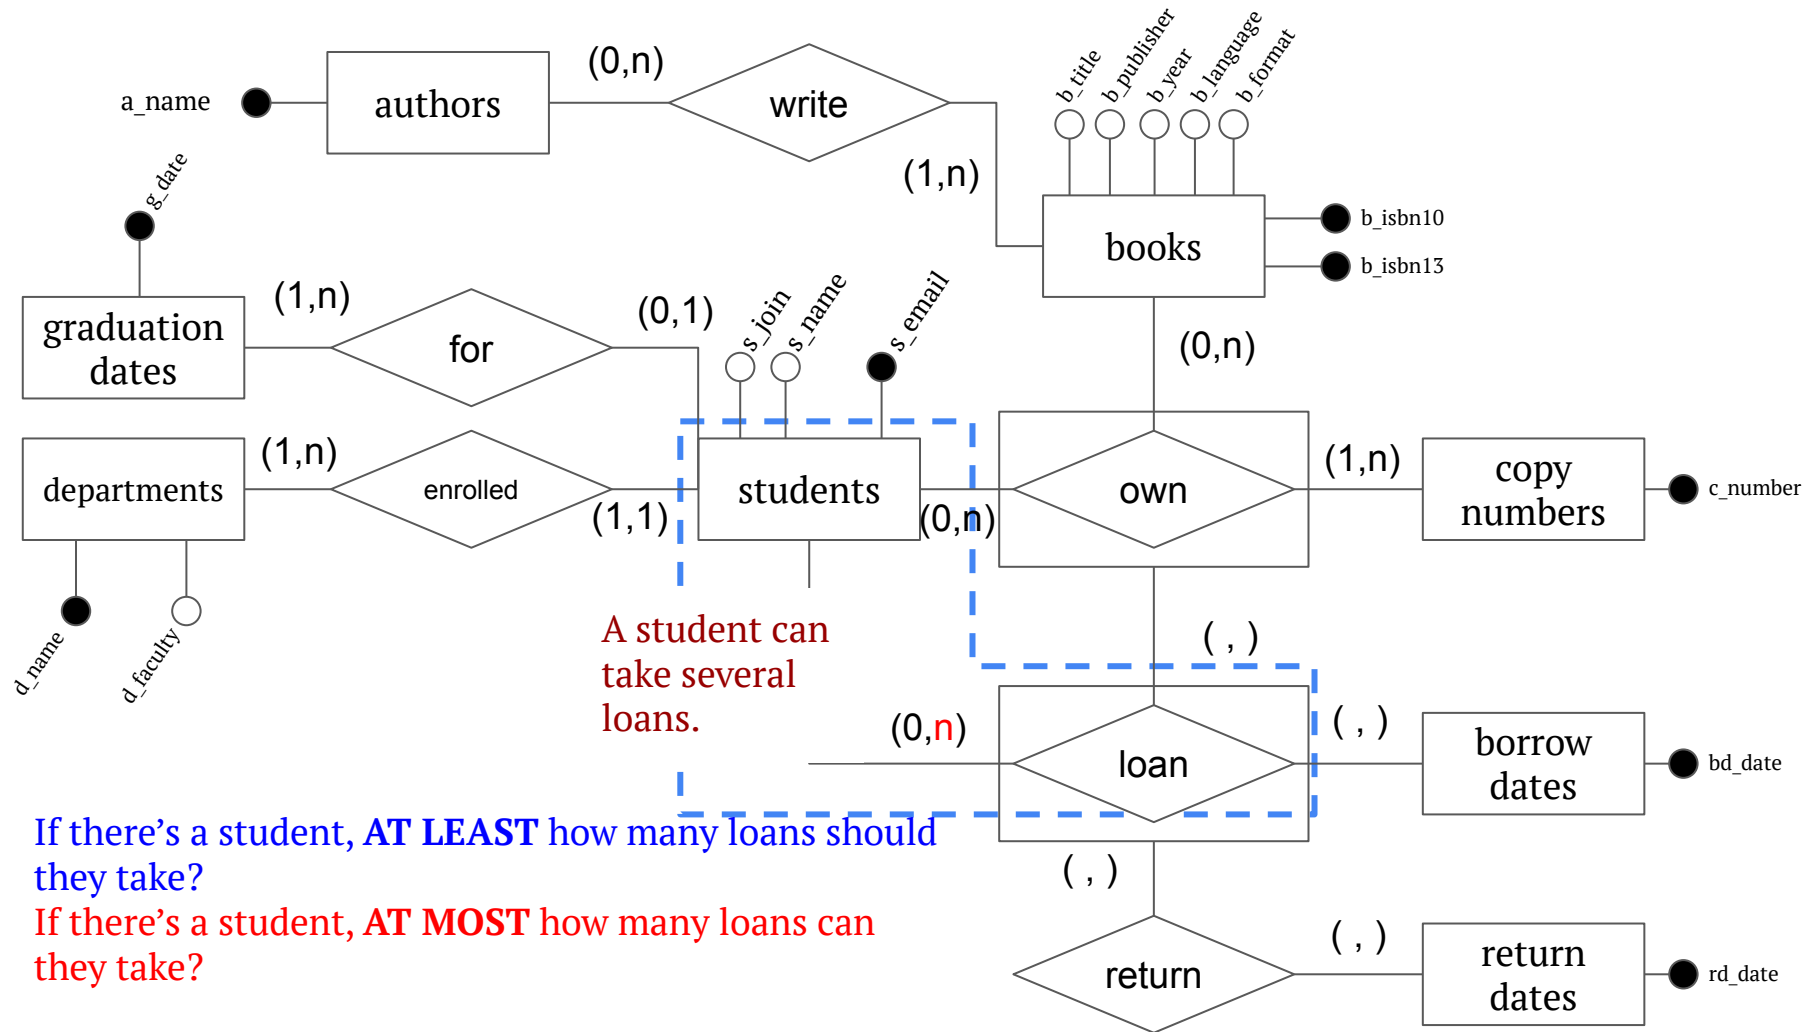 b_title
b_publisher
b_year
b_language
b_format
(0,n)
a_name
authors
write
(1,n)
g_date
b_isbn10
books
b_isbn13
s_join
s_name
s_email
(1,n)
(0,1)
graduation
dates
for
(0,n)
(1,n)
departments
enrolled
(1,1)
students
(0,n)
own
(1,n)
copy
numbers
c_number
d_name
d_faculty
A student can
take several
loans.
( , )
(0,n)
loan
( , )
borrow
dates
bd_date
If there’s a student, AT LEAST how many loans should
they take?
If there’s a student, AT MOST how many loans can
they take?
( , )
return
( , )
return
dates
rd_date